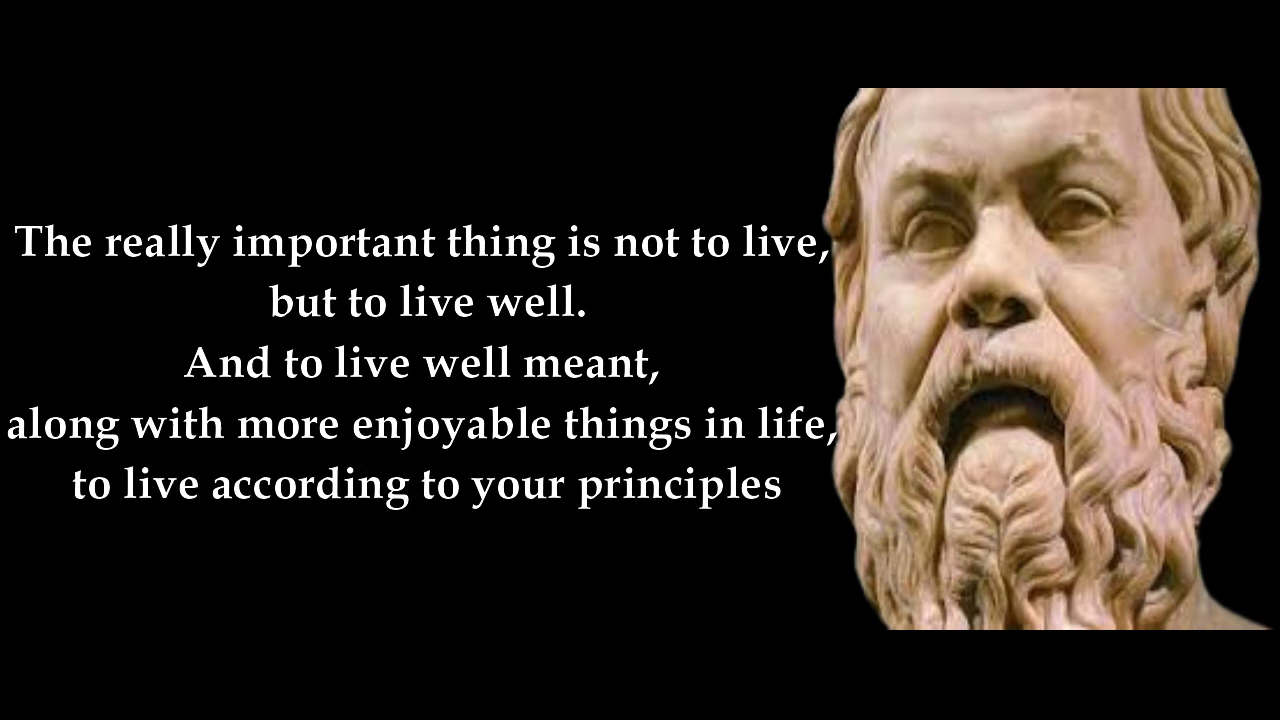 The really important thing is not to live,
but to live well.
And to live well meant,
along with more enjoyable things in life,
to live according to your principles